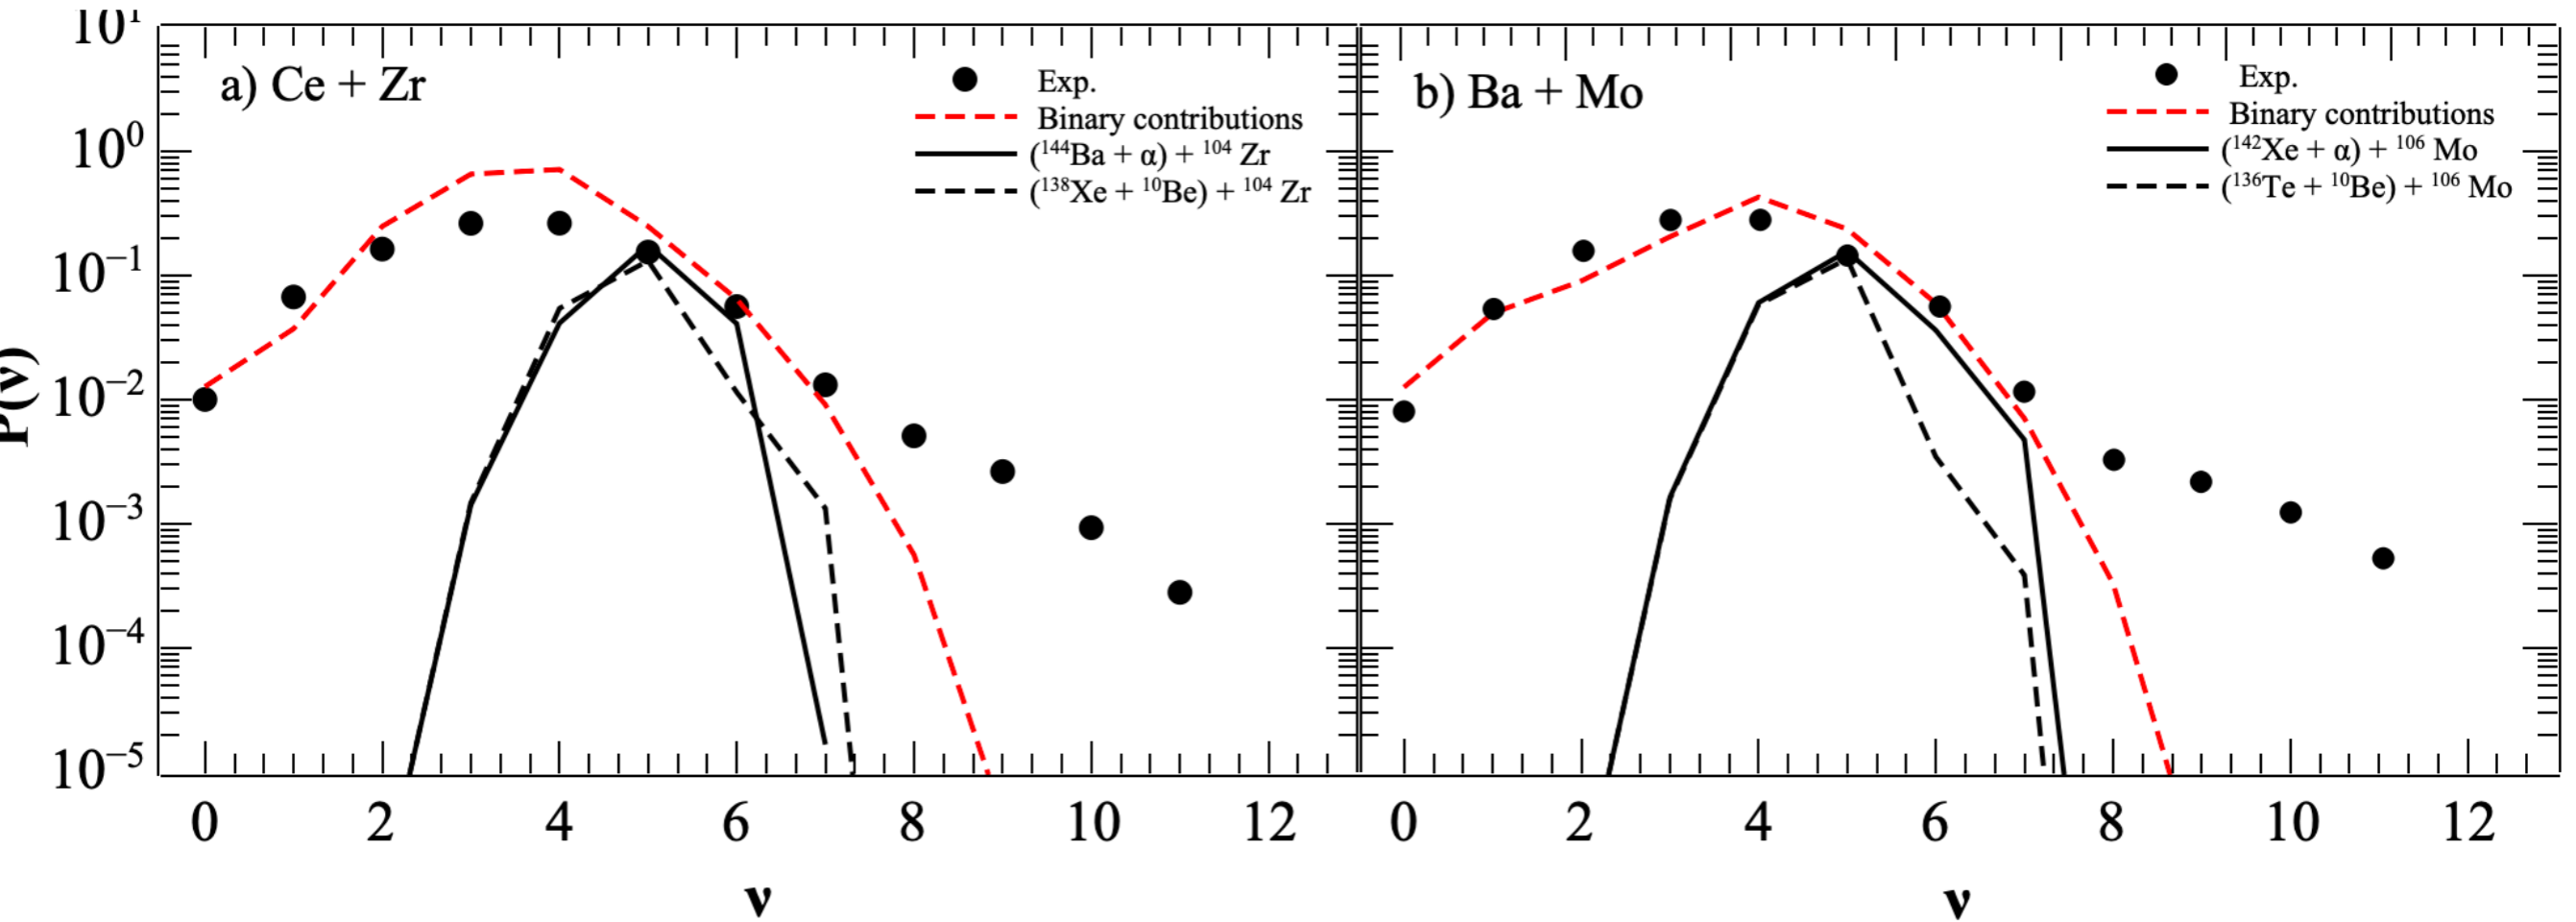 P(ν)
10¹
10⁰
10⁻¹
10⁻²
10⁻³
10⁻⁴
10⁻⁵
a) Ce + Zr
Exp.
Binary contributions
(¹⁴⁴Ba + α) + ¹⁰⁴ Zr
(¹³⁸Xe + ¹⁰Be) + ¹⁰⁴ Zr
0 2 4 6 8 10 12
ν
b) Ba + Mo
Exp.
Binary contributions
(¹⁴²Xe + α) + ¹⁰⁶ Mo
(¹³⁶Te + ¹⁰Be) + ¹⁰⁶ Mo
0 2 4 6 8 10 12
ν